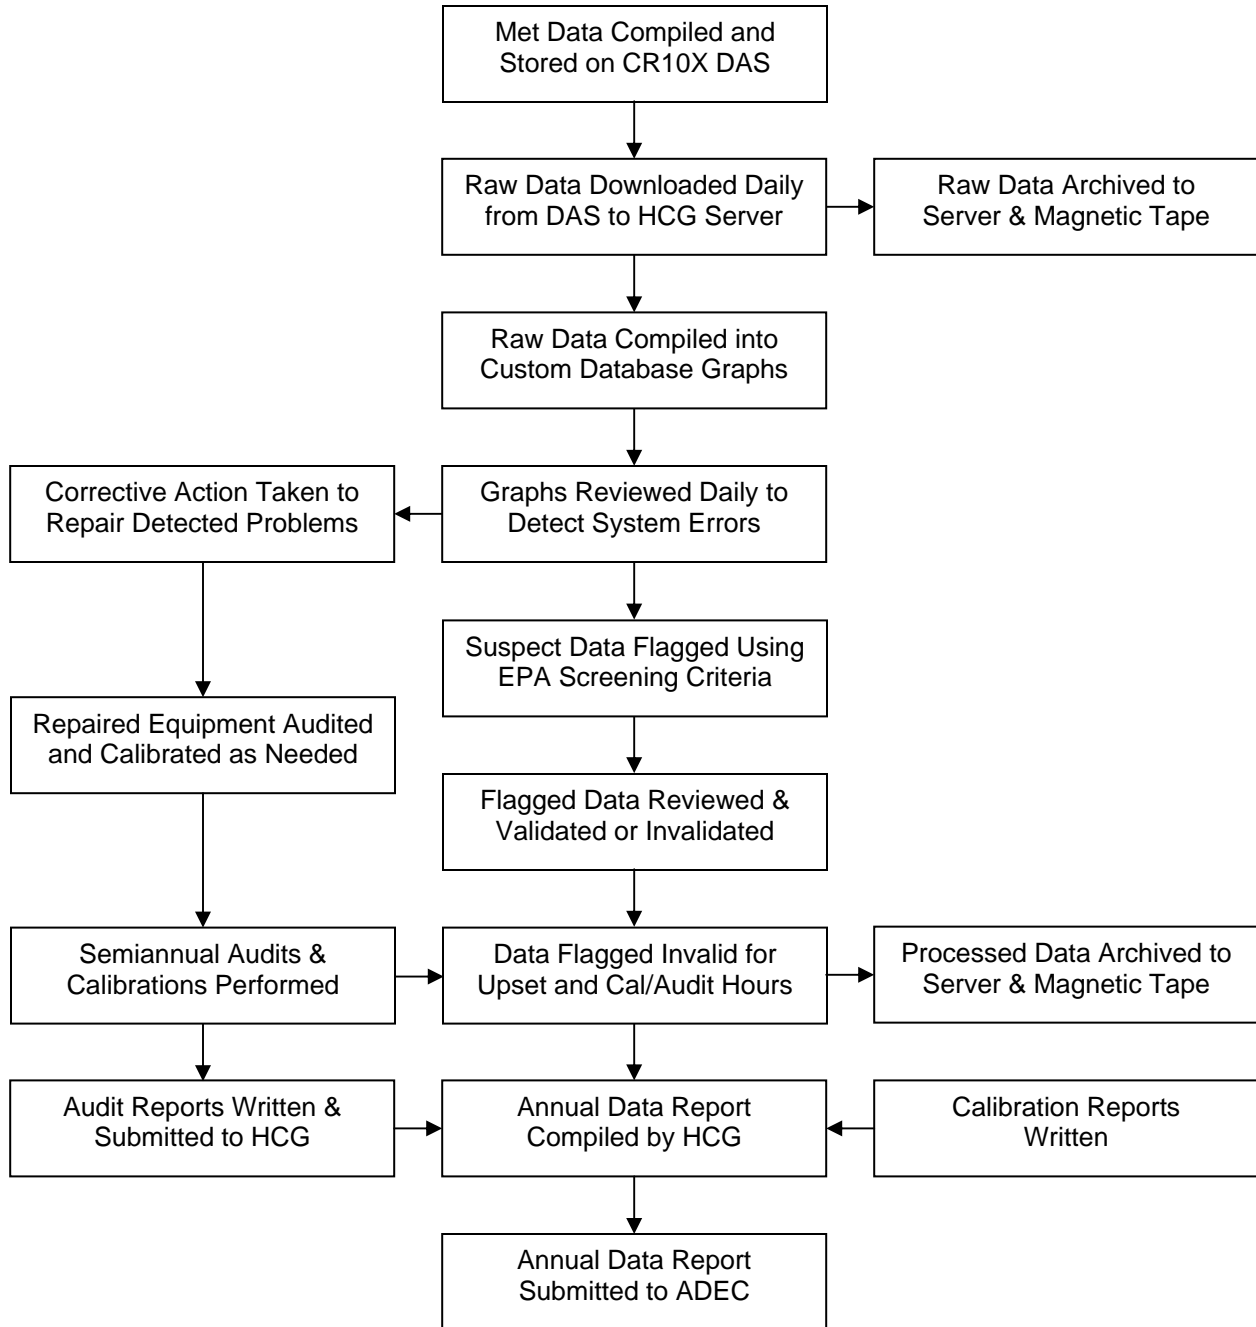 Met Data Compiled and
Stored on CR10X DAS
Raw Data Downloaded Daily
from DAS to HCG Server
Raw Data Archived to
Server & Magnetic Tape
Raw Data Compiled into
Custom Database Graphs
Corrective Action Taken to
Repair Detected Problems
Graphs Reviewed Daily to
Detect System Errors
Suspect Data Flagged Using
EPA Screening Criteria
Repaired Equipment Audited
and Calibrated as Needed
Flagged Data Reviewed &
Validated or Invalidated
Semiannual Audits &
Calibrations Performed
Data Flagged Invalid for
Upset and Cal/Audit Hours
Processed Data Archived to
Server & Magnetic Tape
Audit Reports Written &
Submitted to HCG
Annual Data Report
Compiled by HCG
Calibration Reports
Written
Annual Data Report
Submitted to ADEC